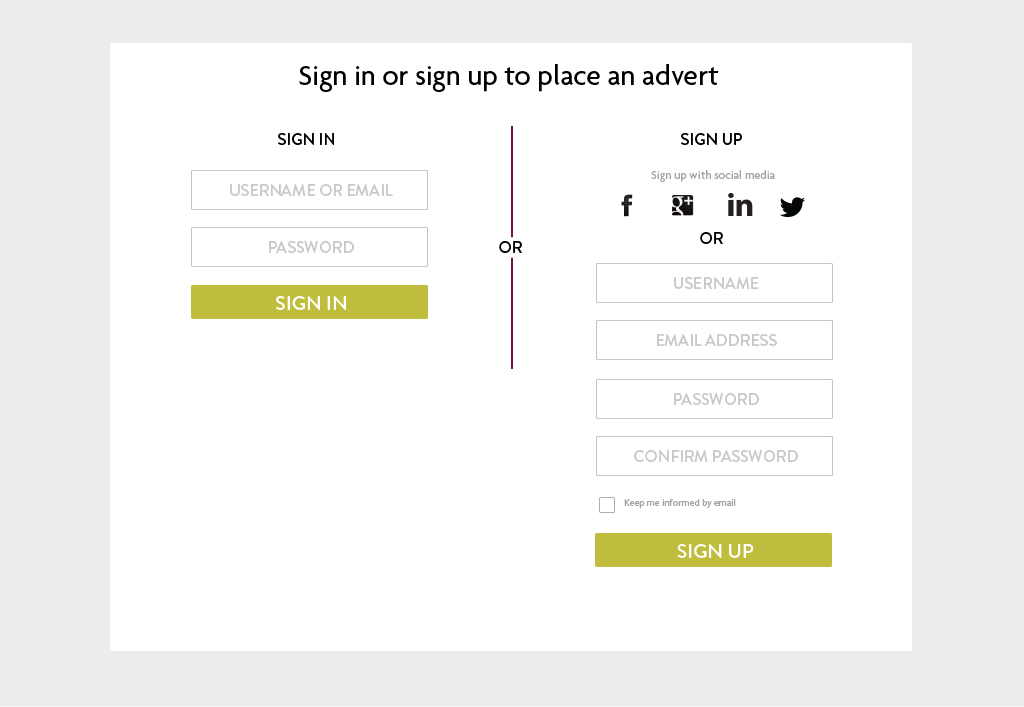 Sign in or sign up to place an advert
SIGN IN
USERNAME OR EMAIL
PASSWORD
SIGN IN
OR
SIGN UP
Sign up with social media
f
g+
in
OR
USERNAME
EMAIL ADDRESS
PASSWORD
CONFIRM PASSWORD
Keep me informed by email
SIGN UP